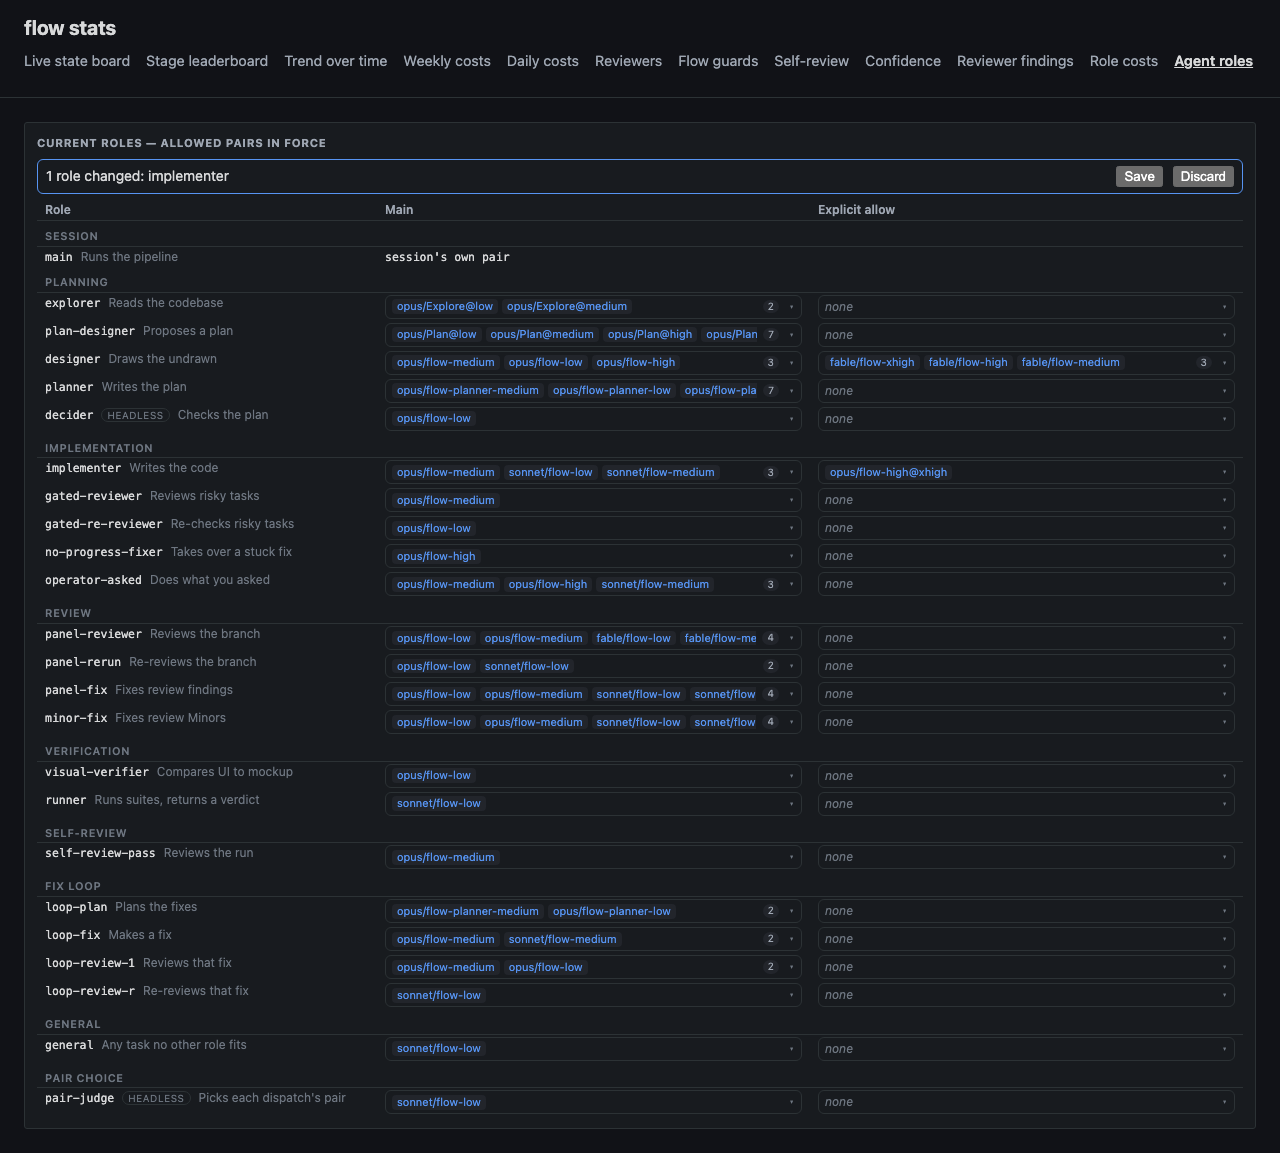 flow stats
Live state board Stage leaderboard Trend over time Weekly costs Daily costs Reviewers Flow guards Self-review Confidence Reviewer findings Role costs Agent roles
CURRENT ROLES — ALLOWED PAIRS IN FORCE
1 role changed: implementer Save Discard
Role Main Explicit allow
SESSION
main Runs the pipeline session's own pair
PLANNING
explorer Reads the codebase opus/Explore@low opus/Explore@medium 2 none
plan-designer Proposes a plan opus/Plan@low opus/Plan@medium opus/Plan@high opus/Plan 7 none
designer Draws the undrawn opus/flow-medium opus/flow-low opus/flow-high 3 fable/flow-xhigh fable/flow-high fable/flow-medium 3
planner Writes the plan opus/flow-planner-medium opus/flow-planner-low opus/flow-pla 7 none
decider HEADLESS Checks the plan opus/flow-low none
IMPLEMENTATION
implementer Writes the code opus/flow-medium sonnet/flow-low sonnet/flow-medium 3 opus/flow-high@xhigh
gated-reviewer Reviews risky tasks opus/flow-medium none
gated-re-reviewer Re-checks risky tasks opus/flow-low none
no-progress-fixer Takes over a stuck fix opus/flow-high none
operator-asked Does what you asked opus/flow-medium opus/flow-high sonnet/flow-medium 3 none
REVIEW
panel-reviewer Reviews the branch opus/flow-low opus/flow-medium fable/flow-low fable/flow-me 4 none
panel-rerun Re-reviews the branch opus/flow-low sonnet/flow-low 2 none
panel-fix Fixes review findings opus/flow-low opus/flow-medium sonnet/flow-low sonnet/flow 4 none
minor-fix Fixes review Minors opus/flow-low opus/flow-medium sonnet/flow-low sonnet/flow 4 none
VERIFICATION
visual-verifier Compares UI to mockup opus/flow-low none
runner Runs suites, returns a verdict sonnet/flow-low none
SELF-REVIEW
self-review-pass Reviews the run opus/flow-medium none
FIX LOOP
loop-plan Plans the fixes opus/flow-planner-medium opus/flow-planner-low 2 none
loop-fix Makes a fix opus/flow-medium sonnet/flow-medium 2 none
loop-review-1 Reviews that fix opus/flow-medium opus/flow-low 2 none
loop-review-r Re-reviews that fix sonnet/flow-low none
GENERAL
general Any task no other role fits sonnet/flow-low none
PAIR CHOICE
pair-judge HEADLESS Picks each dispatch's pair sonnet/flow-low none